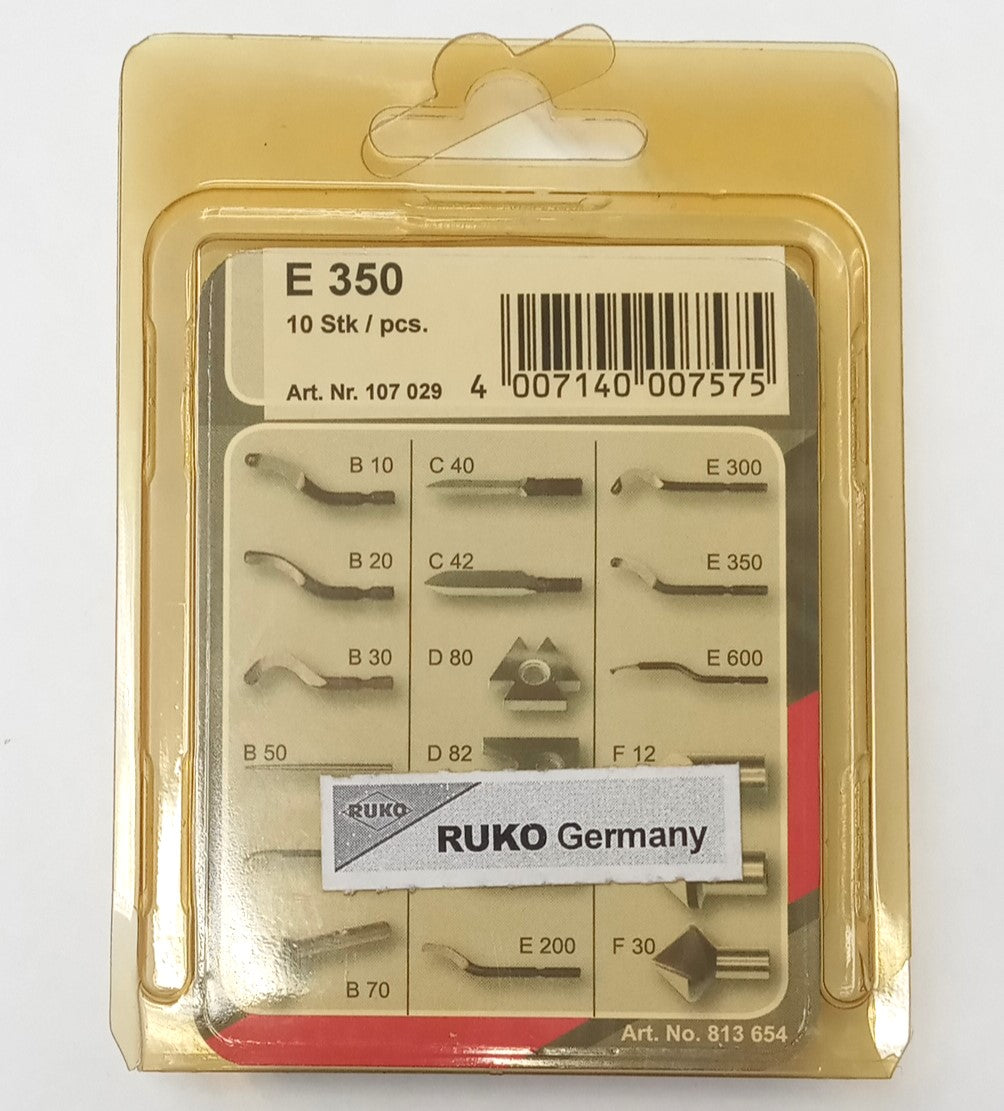 E 350
10 Stk / pcs.
Art. Nr. 107 029
4 007140 007575
B 10
C 40
E 300
B 20
C 42
E 350
B 30
D 80
E 600
B 50
D 82
F 12
RUKO
RUKO Germany
B 70
E 200
F 30
Art. No. 813 654